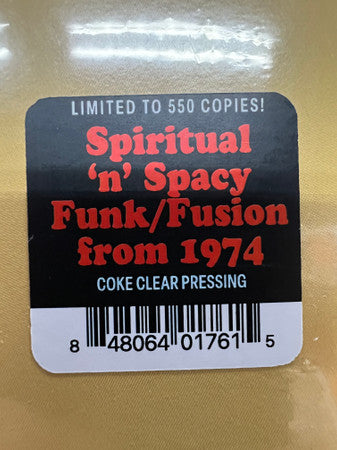 LIMITED TO 550 COPIES!
Spiritual
‘n’ Spacy
Funk/Fusion
from 1974
COKE CLEAR PRESSING
8 48064 01761 5